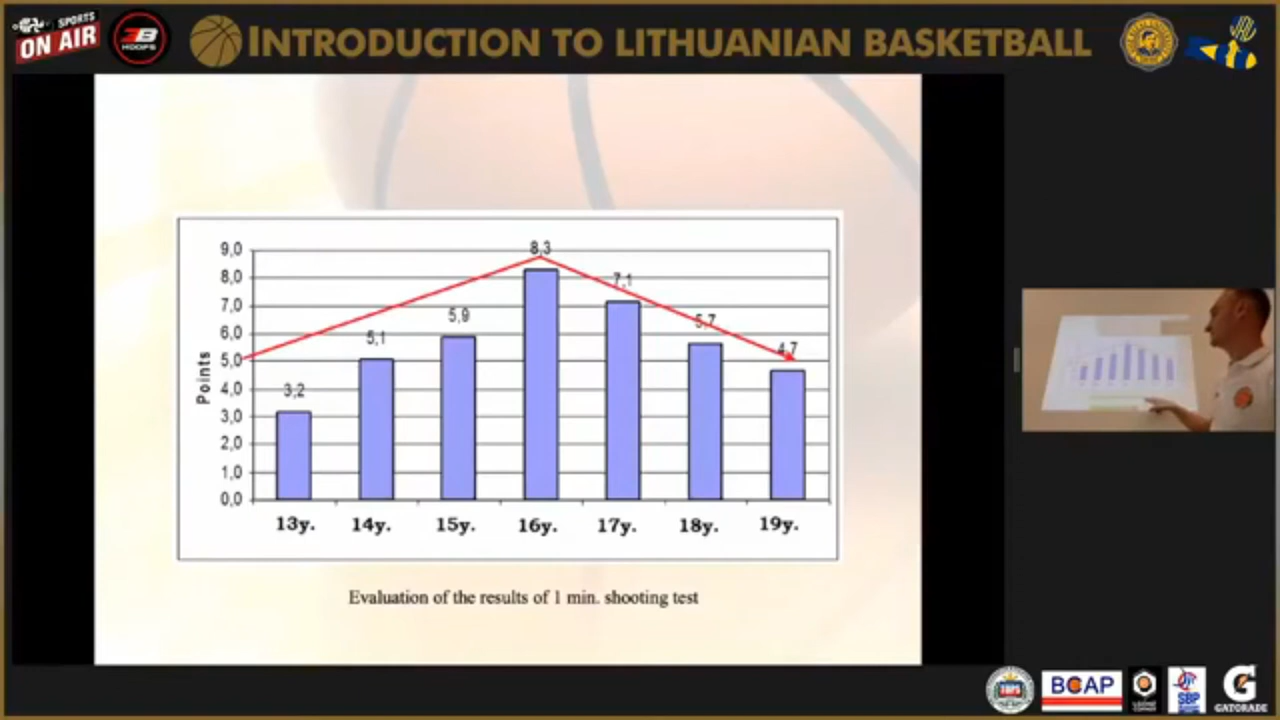 SPORTS
ON AIR
3B
HOOPS
INTRODUCTION TO LITHUANIAN BASKETBALL
9,0
8,0
7,0
6,0
5,0
4,0
3,0
2,0
1,0
0,0
Points
3,2
5,1
5,9
8,3
7,1
5,7
4,7
13y.
14y.
15y.
16y.
17y.
18y.
19y.
Evaluation of the results of 1 min. shooting test
TBPS
BCAP
SBP
G
GATORADE